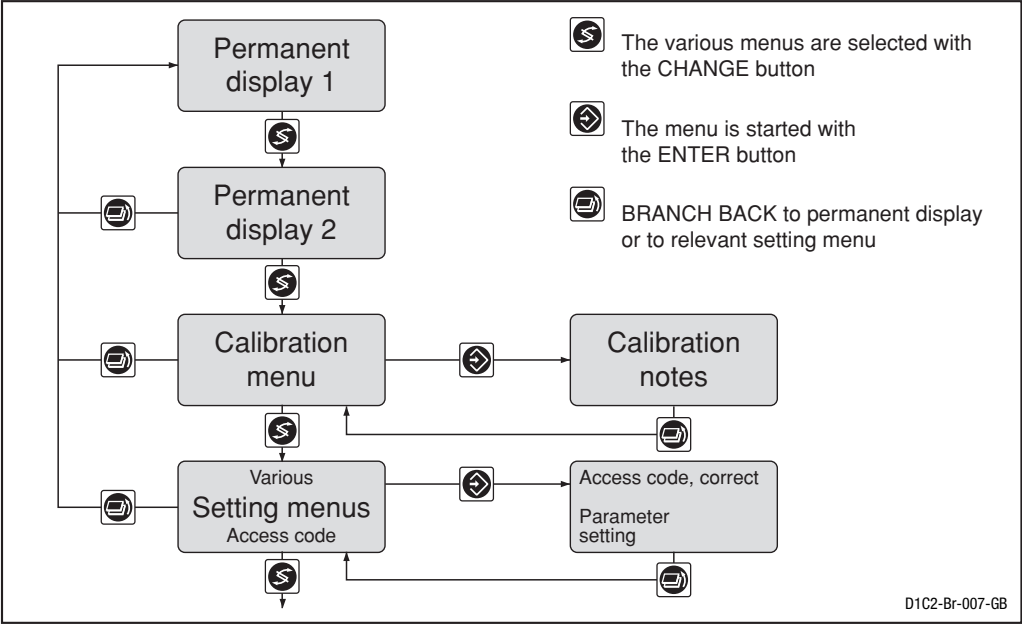 Permanent
display 1
The various menus are selected with
the CHANGE button
The menu is started with
the ENTER button
Permanent
display 2
BRANCH BACK to permanent display
or to relevant setting menu
Calibration
menu
Calibration
notes
Various
Setting menus
Access code
Access code, correct
Parameter
setting
D1C2-Br-007-GB